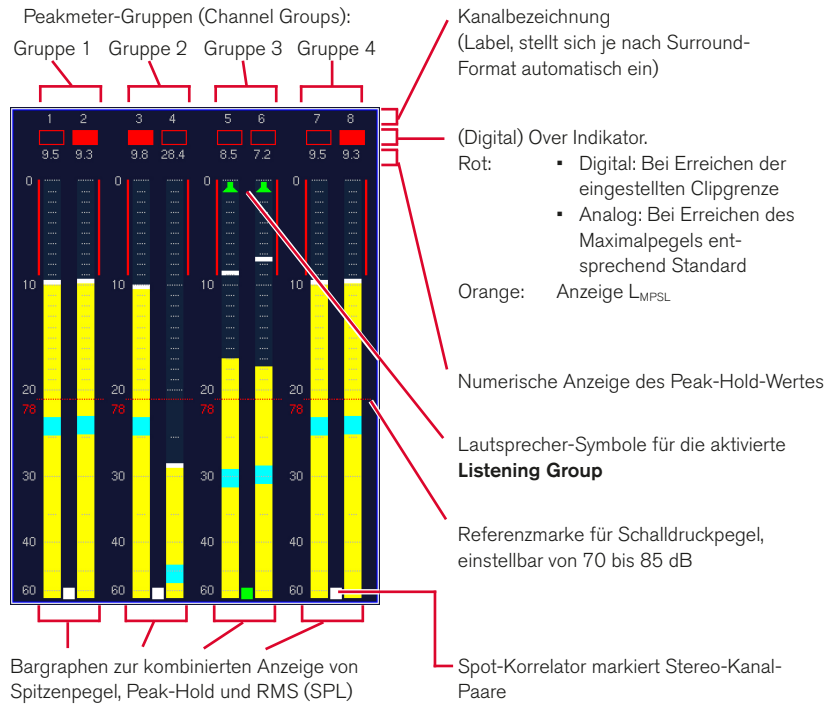 Peakmeter-Gruppen (Channel Groups):
Gruppe 1 Gruppe 2 Gruppe 3 Gruppe 4
Kanalbezeichnung
(Label, stellt sich je nach Surround-
Format automatisch ein)
1 2 3 4 5 6 7 8
9.5 9.3 9.8 28.4 8.5 7.2 9.5 9.3
0 0 0 0
10 10 10 10
20 20 20 20
78 78 78 78
30 30 30 30
40 40 40 40
60 60 60 60
(Digital) Over Indikator.
Rot: ▪ Digital: Bei Erreichen der
eingestellten Clipgrenze
▪ Analog: Bei Erreichen des
Maximalpegels ent-
sprechend Standard
Orange: Anzeige LMPSL
Numerische Anzeige des Peak-Hold-Wertes
Lautsprecher-Symbole für die aktivierte
Listening Group
Referenzmarke für Schalldruckpegel,
einstellbar von 70 bis 85 dB
Bargraphen zur kombinierten Anzeige von
Spitzenpegel, Peak-Hold und RMS (SPL)
Spot-Korrelator markiert Stereo-Kanal-
Paare